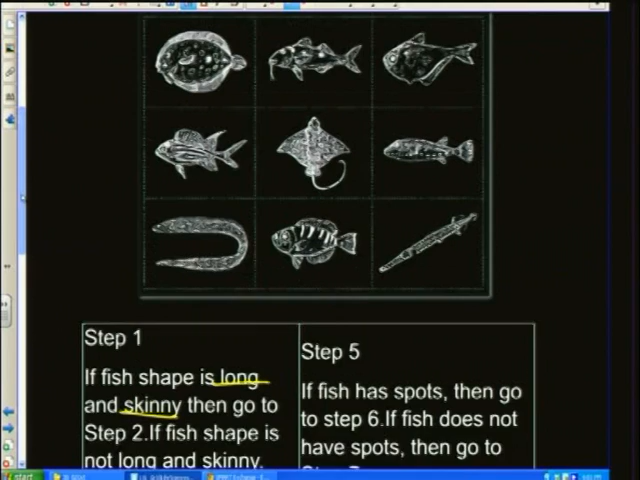 Step 1
If fish shape is long
and skinny then go to
Step 2.If fish shape is
not long and skinny,
Step 5
If fish has spots, then go
to step 6.If fish does not
have spots, then go to
start